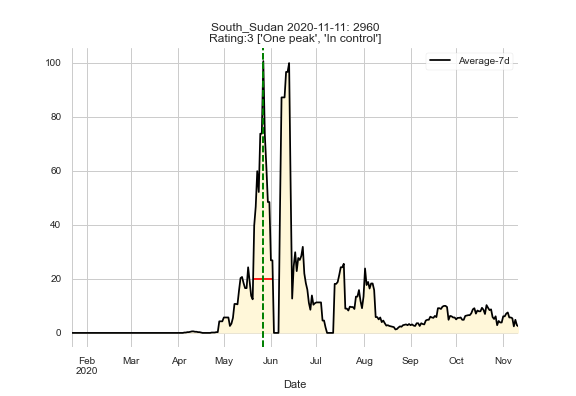 South_Sudan 2020-11-11: 2960
Rating:3 ['One peak', 'In control']
Average-7d
100
80
60
40
20
0
Feb Mar Apr May Jun Jul Aug Sep Oct Nov
2020
Date